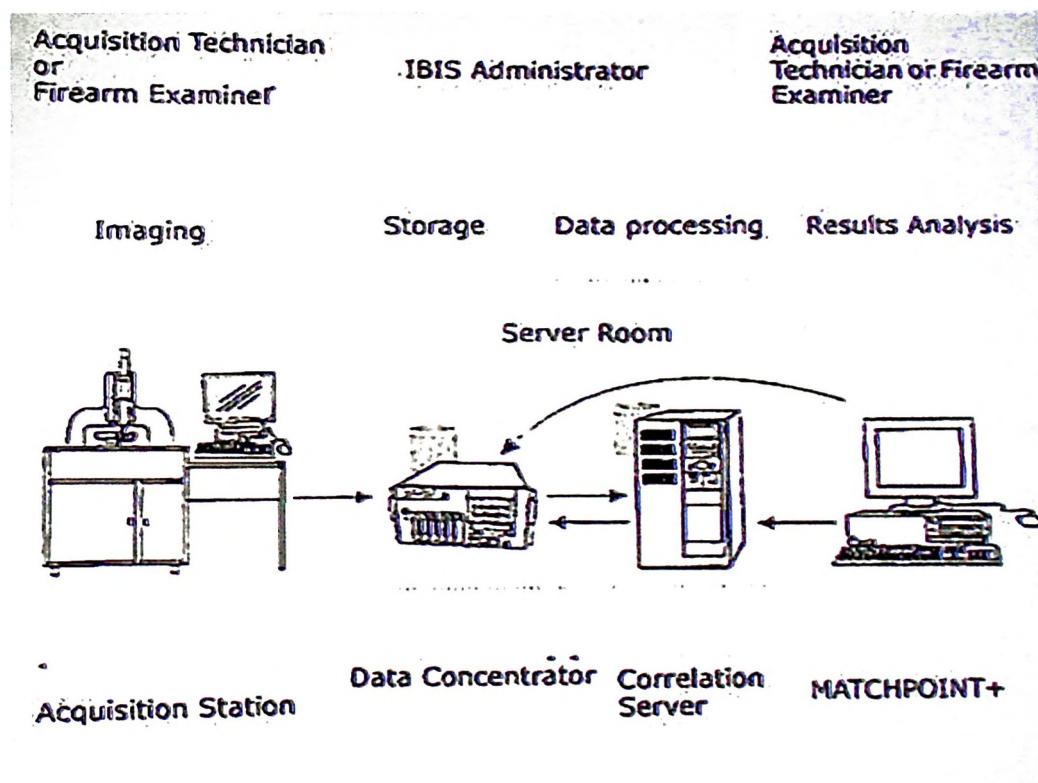 Acquisition Technician
or
Firearm Examiner
IBIS Administrator
Acquisition
Technician or Firearm
Examiner
Imaging
Storage
Data processing
Results Analysis
Server Room
Acquisition Station
Data Concentrator
Correlation
Server
MATCHPOINT+